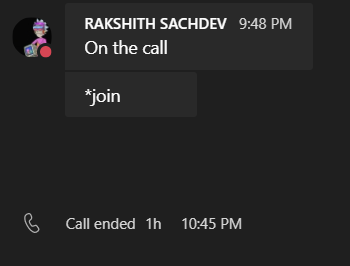 RAKSHITH SACHDEV 9:48 PM
On the call
*join
Call ended 1h 10:45 PM